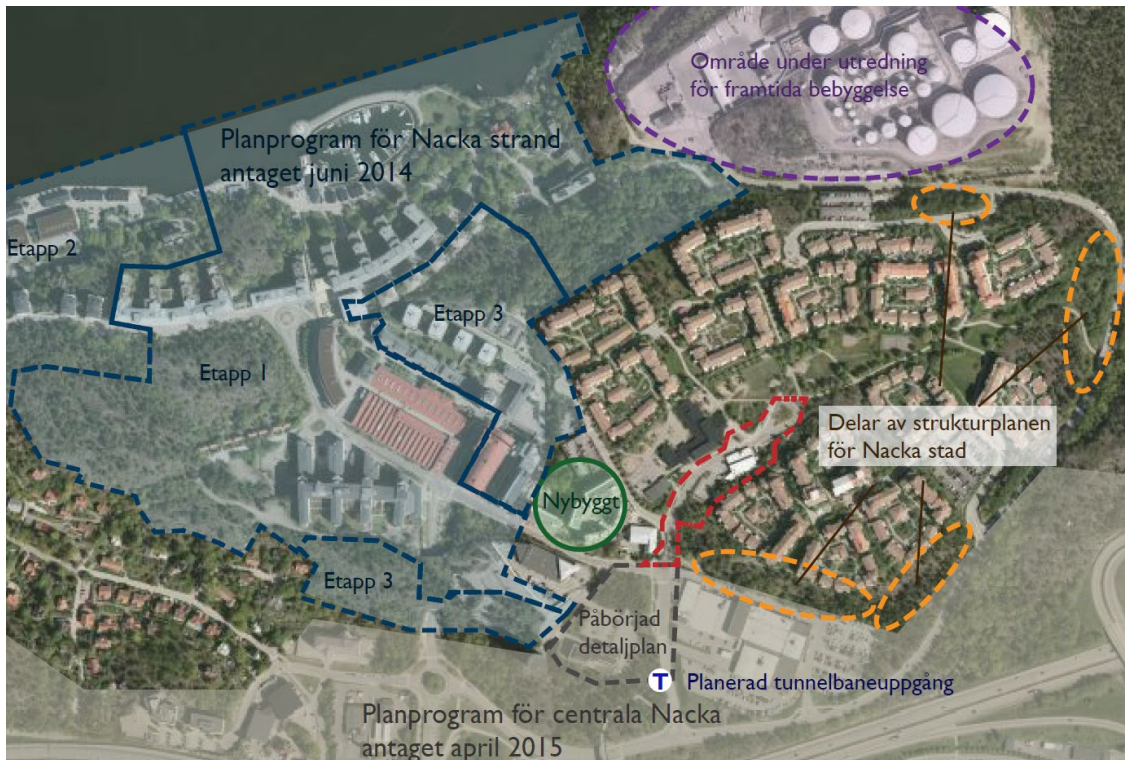 Område under utredning
för framtida bebyggelse
Planprogram för Nacka strand
antaget juni 2014
Etapp 2
Etapp 3
Etapp 1
Delar av strukturplanen
för Nacka stad
Nybyggt
Etapp 3
Påbörjad
detaljplan
T Planerad tunnelbaneuppgång
Planprogram för centrala Nacka
antaget april 2015